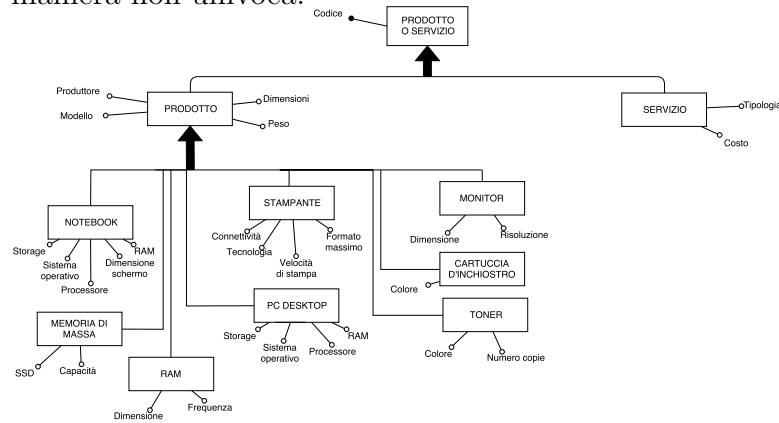 maniera non univoca.
Codice
PRODOTTO
O SERVIZIO
Produttore
Modello
PRODOTTO
Dimensioni
Peso
SERVIZIO
Tipologia
Costo
NOTEBOOK
Storage
Sistema
operativo
Processore
Dimensione
schermo
RAM
STAMPANTE
Connettività
Tecnologia
Velocità
di stampa
Formato
massimo
MONITOR
Dimensione
Risoluzione
CARTUCCIA
D'INCHIOSTRO
Colore
MEMORIA DI
MASSA
SSD
Capacità
PC DESKTOP
Storage
Sistema
operativo
Processore
RAM
TONER
Colore
Numero copie
RAM
Dimensione
Frequenza